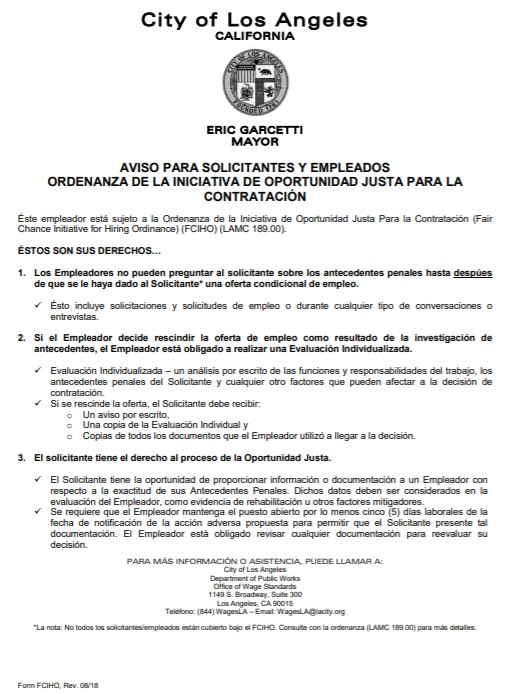 City of Los Angeles
CALIFORNIA
ERIC GARCETTI
MAYOR
AVISO PARA SOLICITANTES Y EMPLEADOS
ORDENANZA DE LA INICIATIVA DE OPORTUNIDAD JUSTA PARA LA
CONTRATACIÓN
Éste empleador está sujeto a la Ordenanza de la Iniciativa de Oportunidad Justa Para la Contratación (Fair
Chance Initiative for Hiring Ordinance) (FCIHO) (LAMC 189.00).
ÉSTOS SON SUS DERECHOS…
1. Los Empleadores no pueden preguntar al solicitante sobre los antecedentes penales hasta despúes
de que se le haya dado al Solicitante* una oferta condicional de empleo.
✓ Ésto incluye solicitaciones y solicitudes de empleo o durante cualquier tipo de conversaciones o
entrevistas.
2. Si el Empleador decide rescindir la oferta de empleo como resultado de la investigación de
antecedentes, el Empleador está obligado a realizar una Evaluación Individualizada.
✓ Evaluación Individualizada – un análisis por escrito de las funciones y responsabilidades del trabajo, los
antecedentes penales del Solicitante y cualquier otro factores que pueden afectar a la decisión de
contratación.
✓ Si se rescinde la oferta, el Solicitante debe recibir:
o Un aviso por escrito,
o Una copia de la Evaluación Individual y
o Copias de todos los documentos que el Empleador utilizó a llegar a la decisión.
3. El solicitante tiene el derecho al proceso de la Oportunidad Justa.
✓ El Solicitante tiene la oportunidad de proporcionar información o documentación a un Empleador con
respecto a la exactitud de sus Antecedentes Penales. Dichos datos deben ser considerados en la
evaluación del Empleador, como evidencia de rehabilitación u otros factores mitigadores.
✓ Se requiere que el Empleador mantenga el puesto abierto por lo menos cinco (5) días laborales de la
fecha de notificación de la acción adversa propuesta para permitir que el Solicitante presente tal
documentación. El Empleador está obligado revisar cualquier documentación para reevaluar su
decisión.
PARA MÁS INFORMACIÓN O ASISTENCIA, PUEDE LLAMAR A:
City of Los Angeles
Department of Public Works
Office of Wage Standards
1149 S. Broadway, Suite 300
Los Angeles, CA 90015
Teléfono: (844) WagesLA – Email: WagesLA@lacity.org
*La nota: No todos los solicitantes/empleados están cubierto bajo el FCIHO. Consulte con la ordenanza (LAMC 189.00) para más detalles.
Form FCIHO, Rev. 08/18